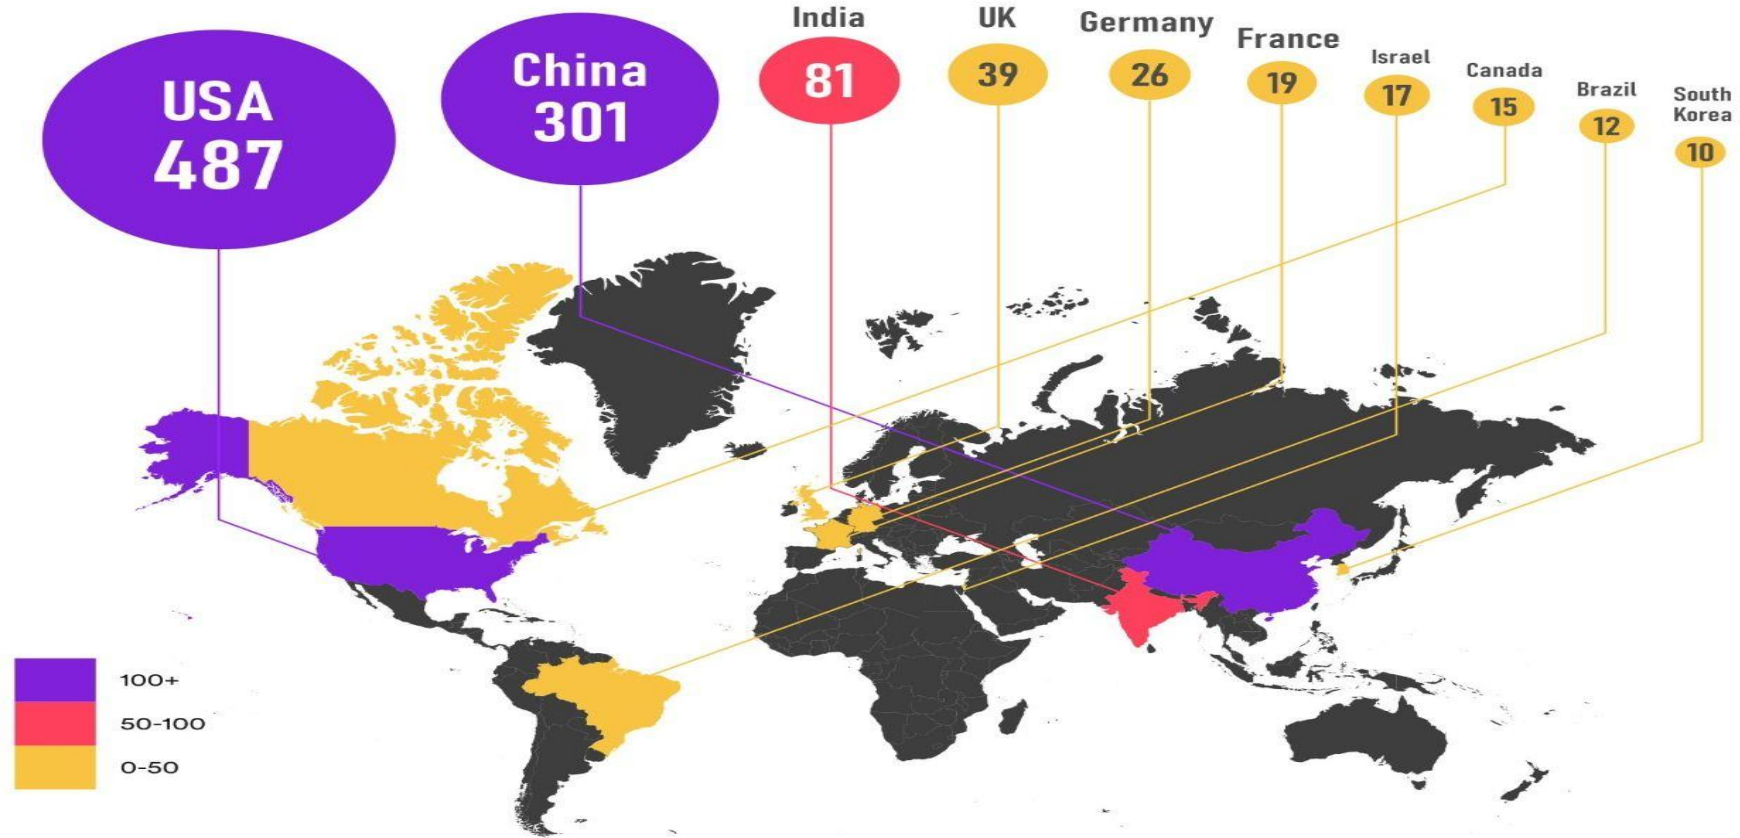 USA
487
China
301
India
81
UK
39
Germany
26
France
19
Israel
17
Canada
15
Brazil
12
South
Korea
10
100+
50-100
0-50